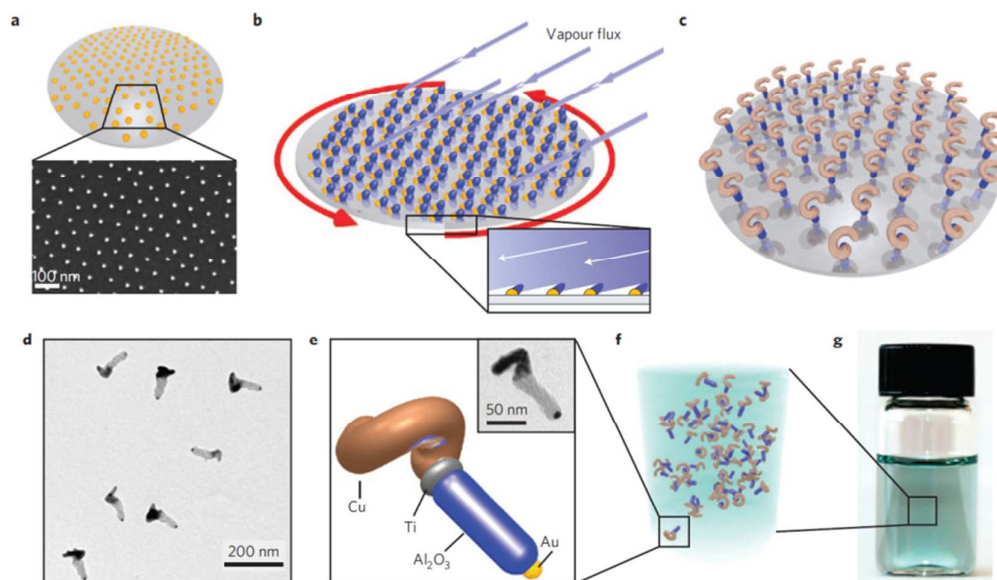 a
b
Vapour flux
c
100 nm
d
200 nm
e
50 nm
Cu
Ti
Al₂O₃
Au
f
g